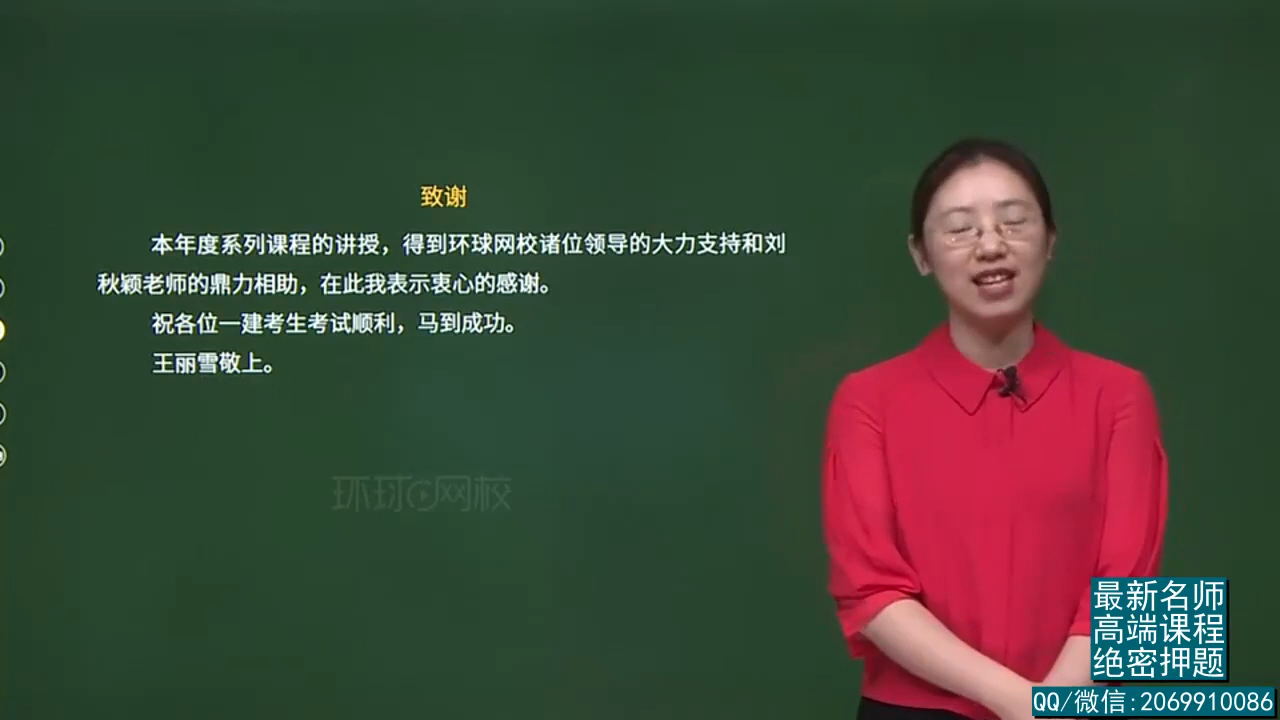 致谢
本年度系列课程的讲授，得到环球网校诸位领导的大力支持和刘
秋颖老师的鼎力相助，在此我表示衷心的感谢。
祝各位一建考生考试顺利，马到成功。
王丽雪敬上。
环球网校
最新名师
高端课程
绝密押题
QQ/微信:2069910086